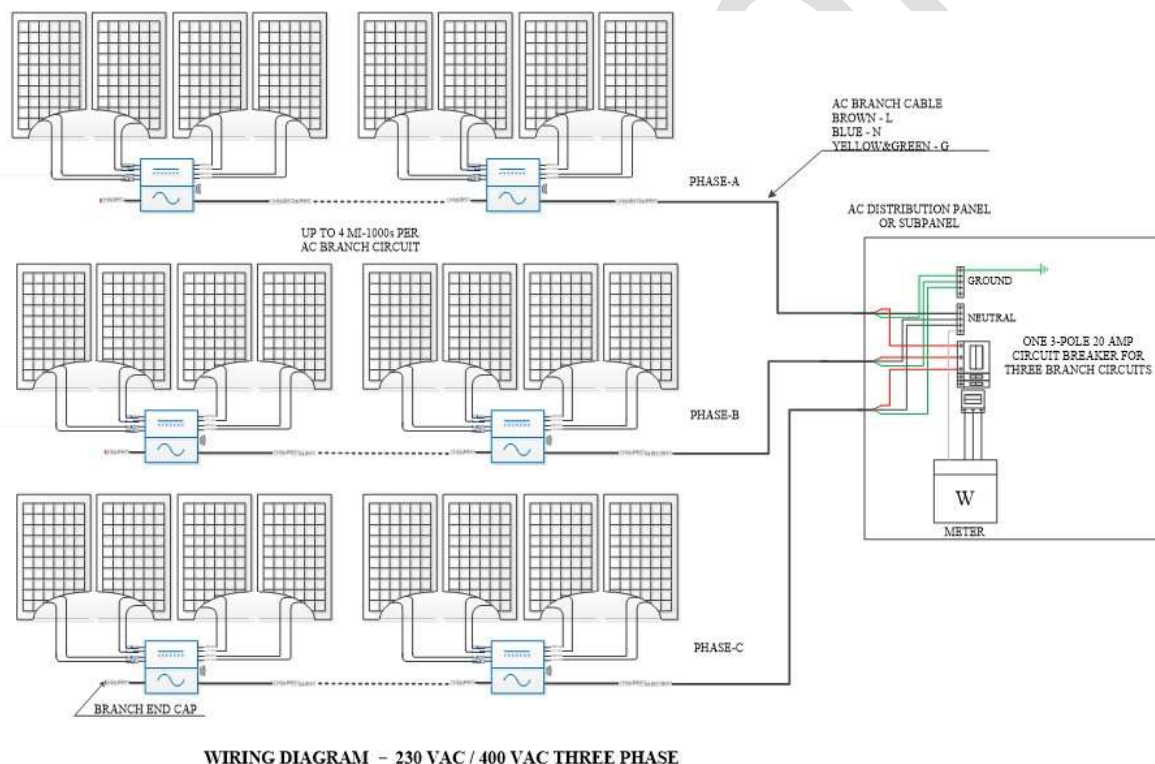 AC BRANCH CABLE
BROWN - L
BLUE - N
YELLOW&GREEN - G
PHASE-A
AC DISTRIBUTION PANEL
OR SUBPANEL
UP TO 4 MI-1000s PER
AC BRANCH CIRCUIT
GROUND
NEUTRAL
ONE 3-POLE 20 AMP
CIRCUIT BREAKER FOR
THREE BRANCH CIRCUITS
PHASE-B
W
METER
PHASE-C
BRANCH END CAP
WIRING DIAGRAM – 230 VAC / 400 VAC THREE PHASE